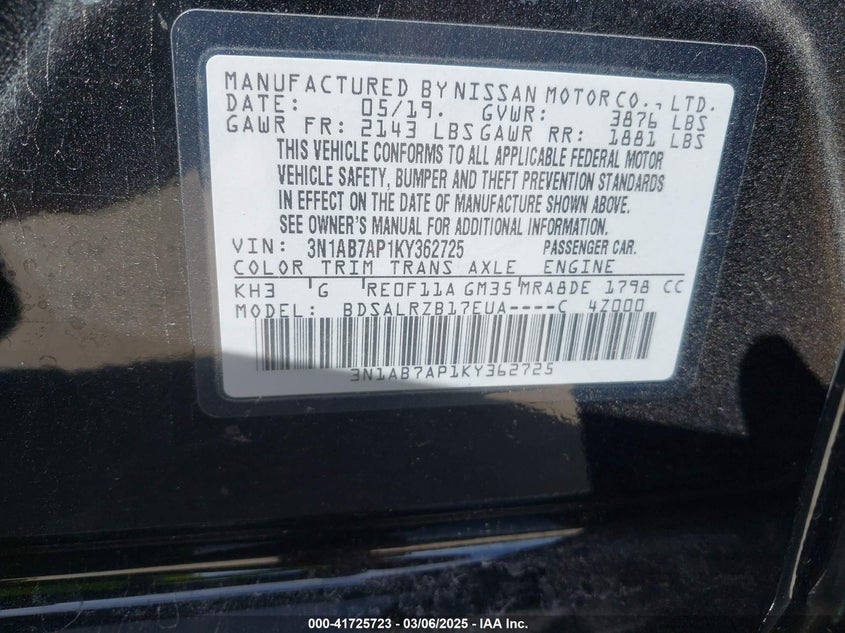 MANUFACTURED BY NISSAN MOTOR CO., LTD.
DATE: 05/19. GVWR: 3876 LBS
GAWR FR: 2143 LBS GAWR RR: 1881 LBS
THIS VEHICLE CONFORMS TO ALL APPLICABLE FEDERAL MOTOR
VEHICLE SAFETY, BUMPER AND THEFT PREVENTION STANDARDS
IN EFFECT ON THE DATE OF MANUFACTURE SHOWN ABOVE.
SEE OWNER'S MANUAL FOR ADDITIONAL INFORMATION.
VIN: 3N1AB7AP1KY362725 PASSENGER CAR.
COLOR TRIM TRANS AXLE ENGINE
KH3 'G 'RE0F11A GM35'MRA8DE 1798 CC
MODEL: BDSALRZB17EUA----C 4Z000
3N1AB7AP1KY362725
000-41725723 - 03/06/2025 - IAA Inc.